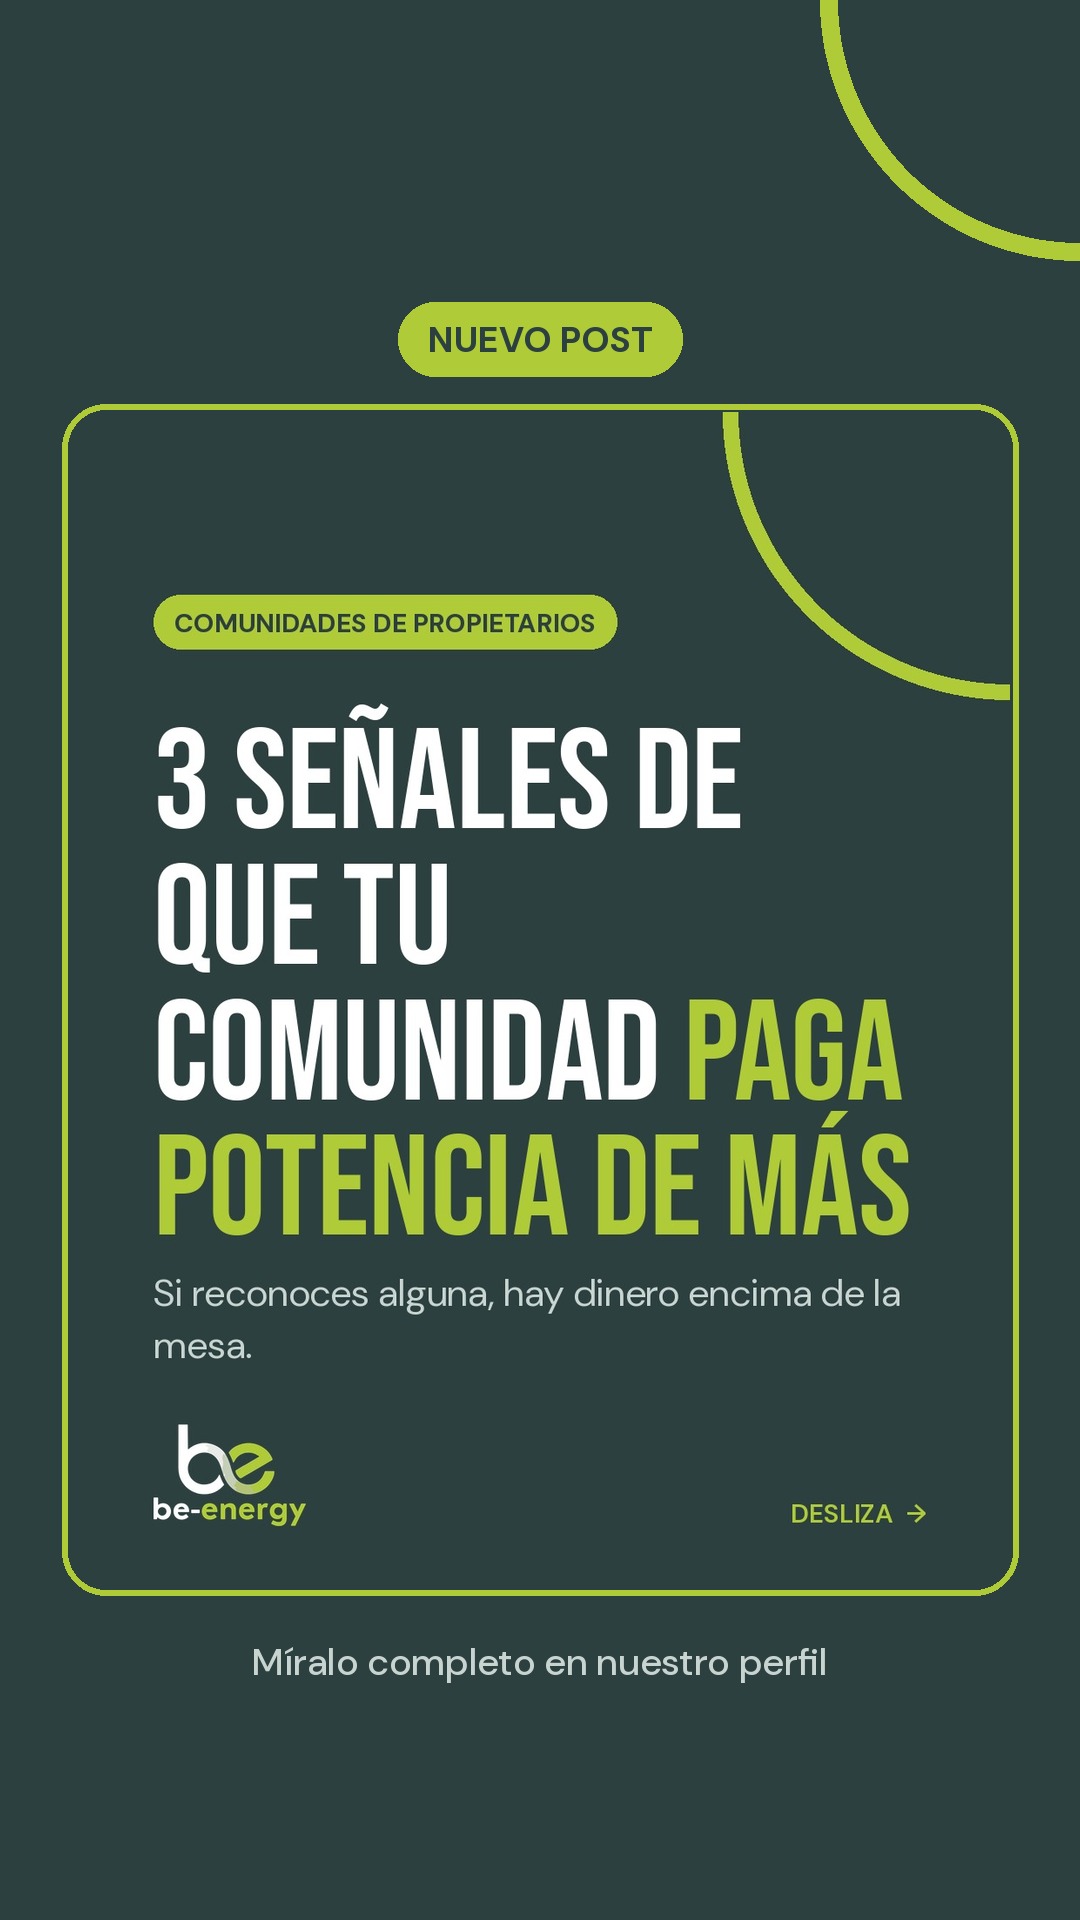 NUEVO POST
COMUNIDADES DE PROPIETARIOS
3 SEÑALES DE
QUE TU
COMUNIDAD PAGA
POTENCIA DE MÁS
Si reconoces alguna, hay dinero encima de la
mesa.
be
be-energy
DESLIZA →
Míralo completo en nuestro perfil